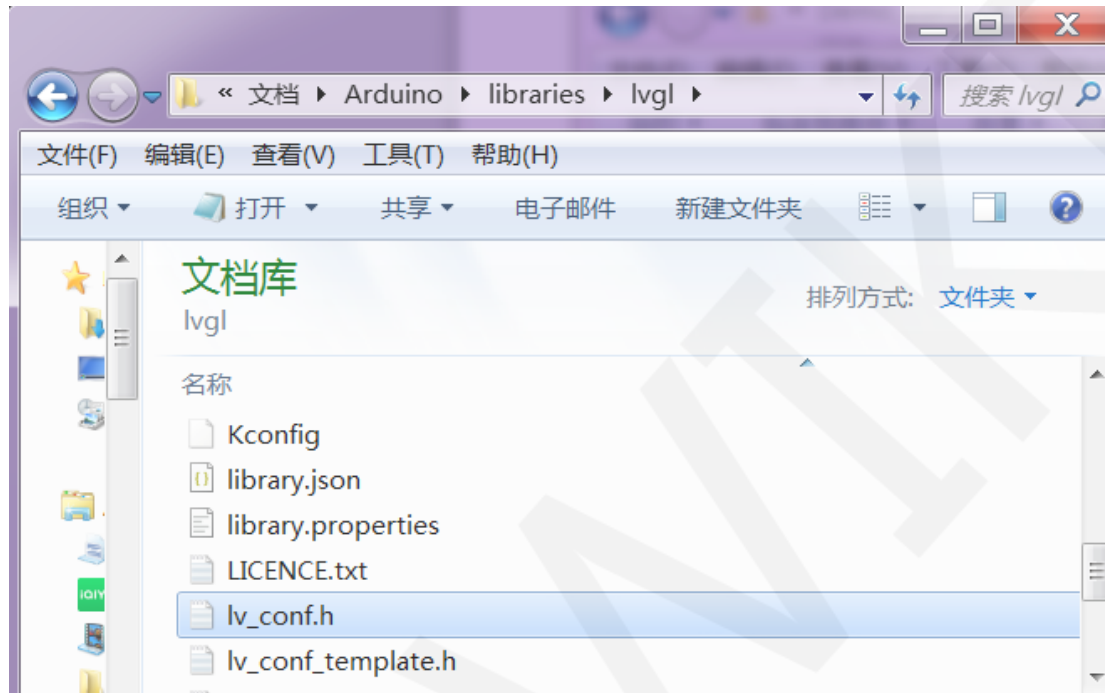 « 文档 ▸ Arduino ▸ libraries ▸ lvgl ▸ 搜索 lvgl
文件(F) 编辑(E) 查看(V) 工具(T) 帮助(H)
组织 打开 共享 电子邮件 新建文件夹
文档库
lvgl
排列方式: 文件夹
名称
Kconfig
library.json
library.properties
LICENCE.txt
lv_conf.h
lv_conf_template.h